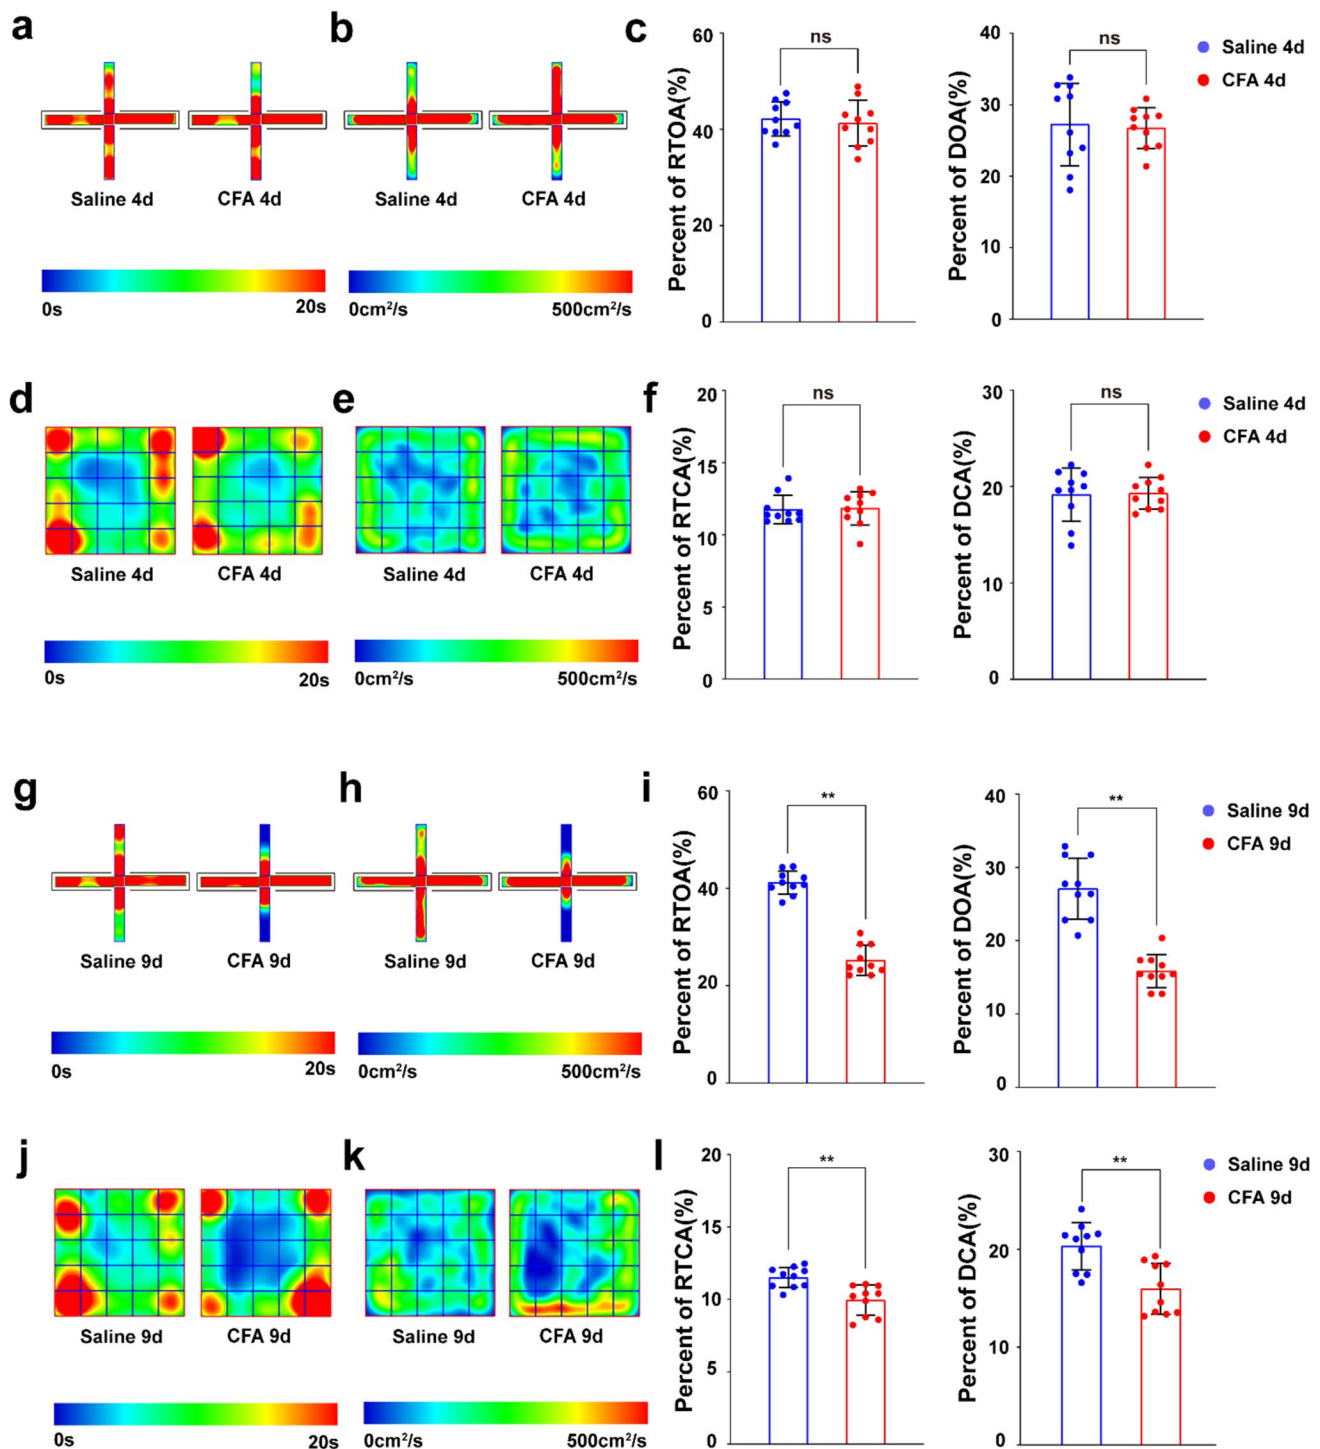 a
b
c
Saline 4d
CFA 4d
Saline 4d
CFA 4d
0s
20s
0cm²/s
500cm²/s
Percent of RTOA(%)
60
40
20
0
ns
Percent of DOA(%)
40
30
20
10
0
ns
Saline 4d
CFA 4d
d
e
f
Saline 4d
CFA 4d
Saline 4d
CFA 4d
0s
20s
0cm²/s
500cm²/s
Percent of RTCA(%)
20
15
10
5
0
ns
Percent of DCA(%)
30
20
10
0
ns
Saline 4d
CFA 4d
g
h
i
Saline 9d
CFA 9d
Saline 9d
CFA 9d
0s
20s
0cm²/s
500cm²/s
Percent of RTOA(%)
60
40
20
0
**
Percent of DOA(%)
40
30
20
10
0
**
Saline 9d
CFA 9d
j
k
l
Saline 9d
CFA 9d
Saline 9d
CFA 9d
0s
20s
0cm²/s
500cm²/s
Percent of RTCA(%)
20
15
10
5
0
**
Percent of DCA(%)
30
20
10
0
**
Saline 9d
CFA 9d